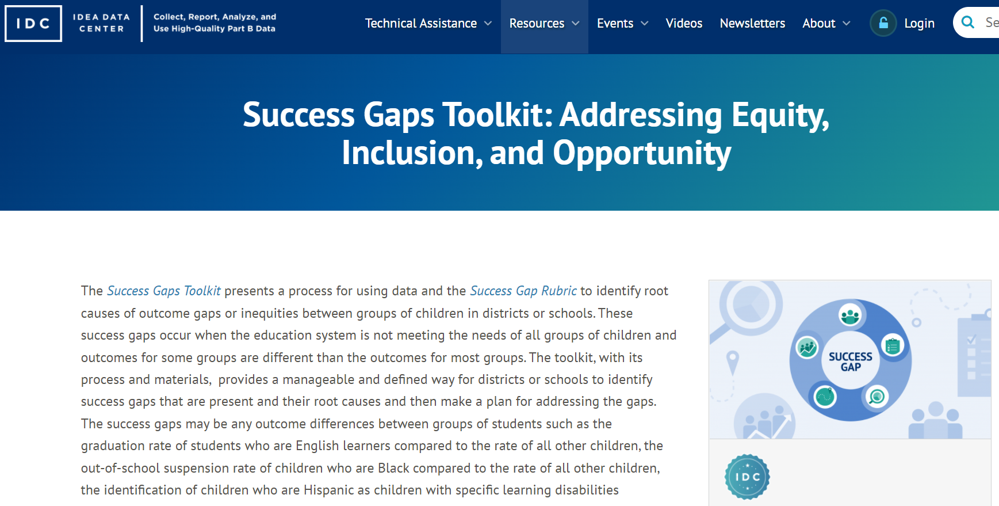 IDC
IDEA DATA
CENTER
Collect, Report, Analyze, and
Use High-Quality Part B Data
Technical Assistance
Resources
Events
Videos
Newsletters
About
Login
Success Gaps Toolkit: Addressing Equity,
Inclusion, and Opportunity
The Success Gaps Toolkit presents a process for using data and the Success Gap Rubric to identify root
causes of outcome gaps or inequities between groups of children in districts or schools. These
success gaps occur when the education system is not meeting the needs of all groups of children and
outcomes for some groups are different than the outcomes for most groups. The toolkit, with its
process and materials,  provides a manageable and defined way for districts or schools to identify
success gaps that are present and their root causes and then make a plan for addressing the gaps.
The success gaps may be any outcome differences between groups of students such as the
graduation rate of students who are English learners compared to the rate of all other children, the
out-of-school suspension rate of children who are Black compared to the rate of all other children,
the identification of children who are Hispanic as children with specific learning disabilities
SUCCESS
GAP
IDC